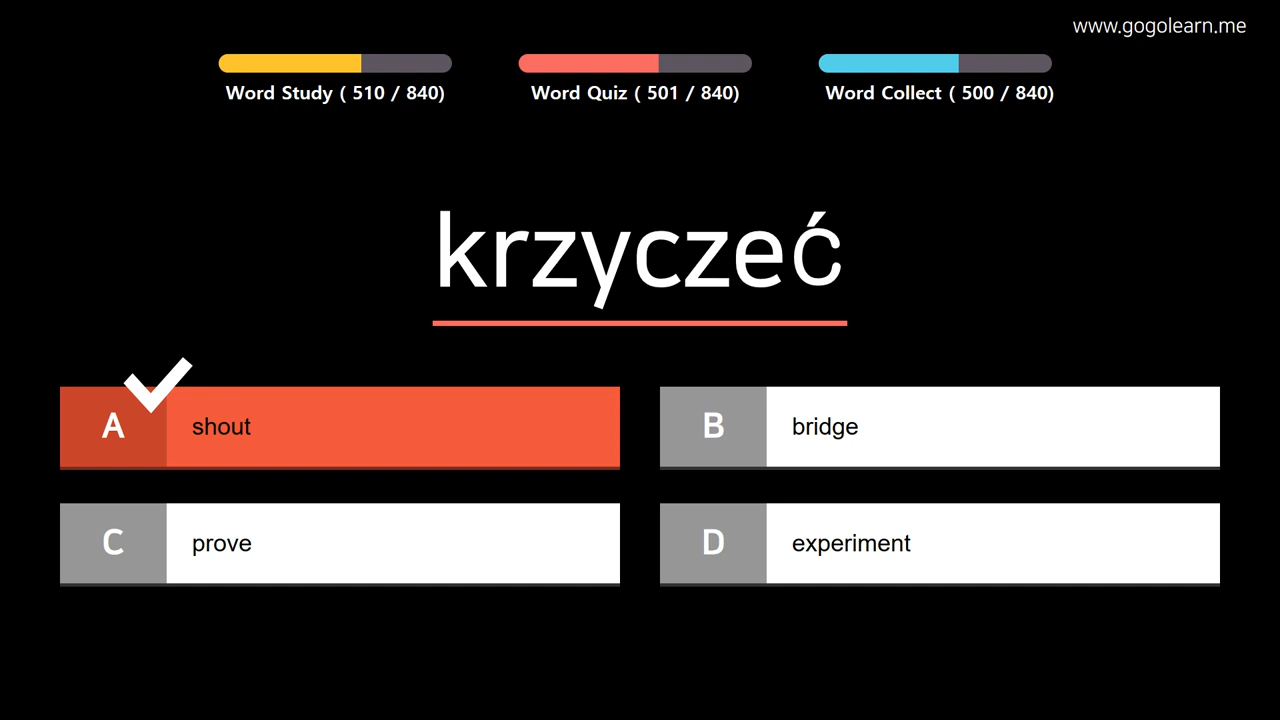 www.gogolearn.me
Word Study ( 510 / 840)
Word Quiz ( 501 / 840)
Word Collect ( 500 / 840)
krzyczeć
A shout
B bridge
C prove
D experiment